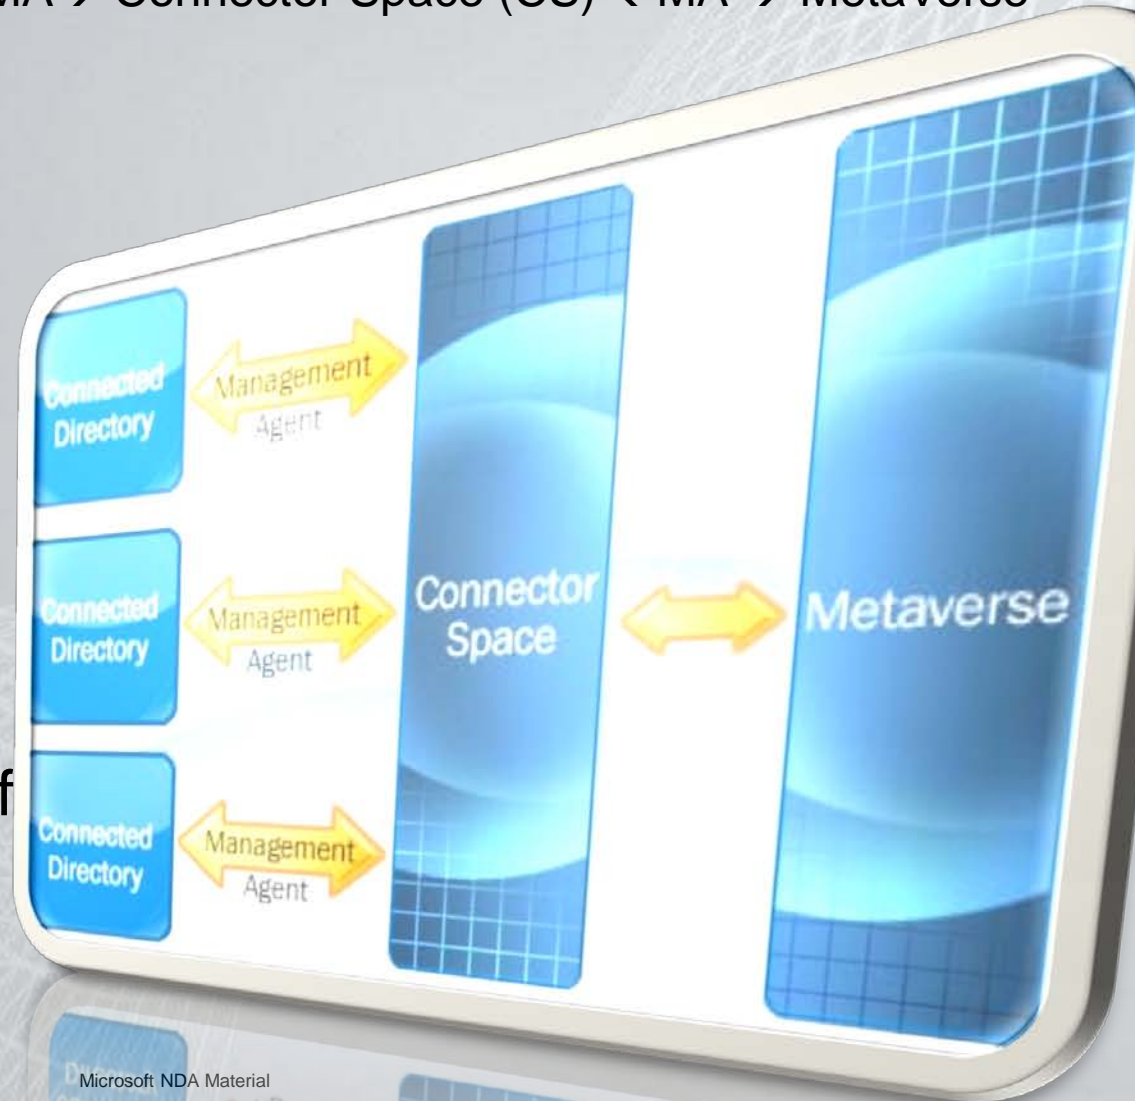 MA → Connector Space (CS) < MA → Metaverse
Connected
Directory
Management
Agent
Connected
Directory
Management
Agent
Connected
Directory
Management
Agent
Connector
Space
Metaverse
f
Microsoft NDA Material